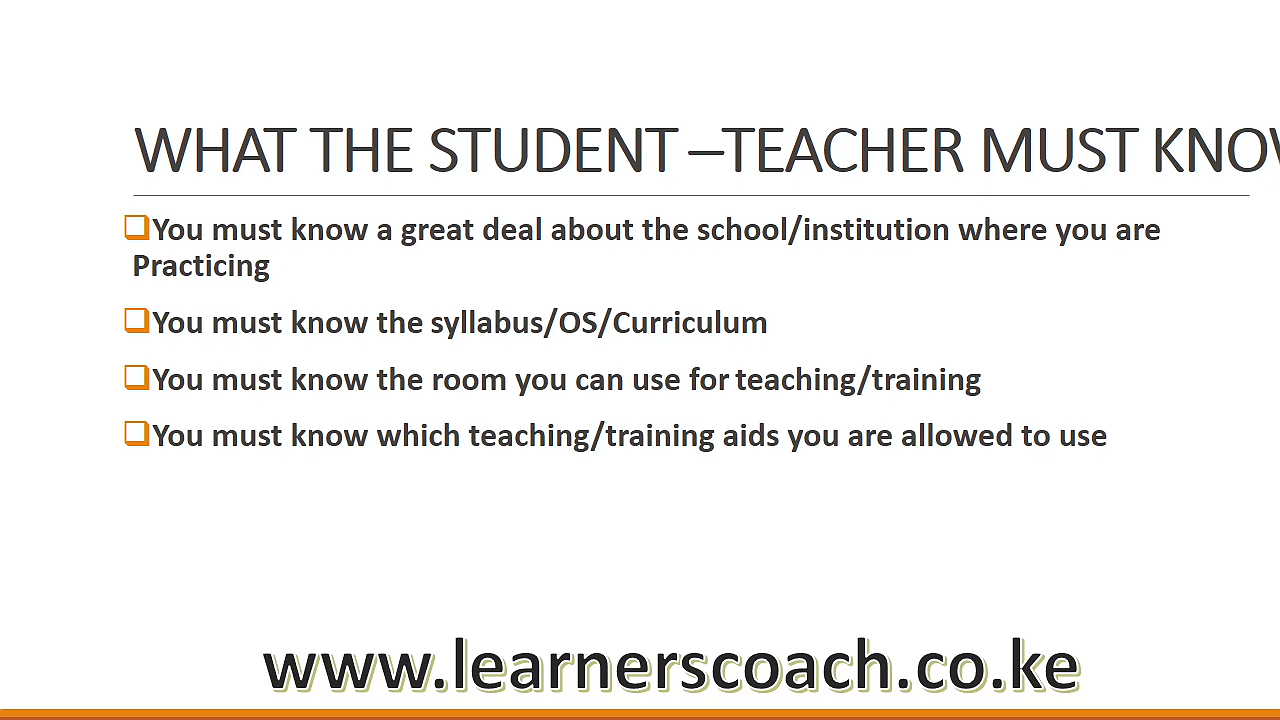 WHAT THE STUDENT –TEACHER MUST KNOW
You must know a great deal about the school/institution where you are
Practicing
You must know the syllabus/OS/Curriculum
You must know the room you can use for teaching/training
You must know which teaching/training aids you are allowed to use
www.learnerscoach.co.ke